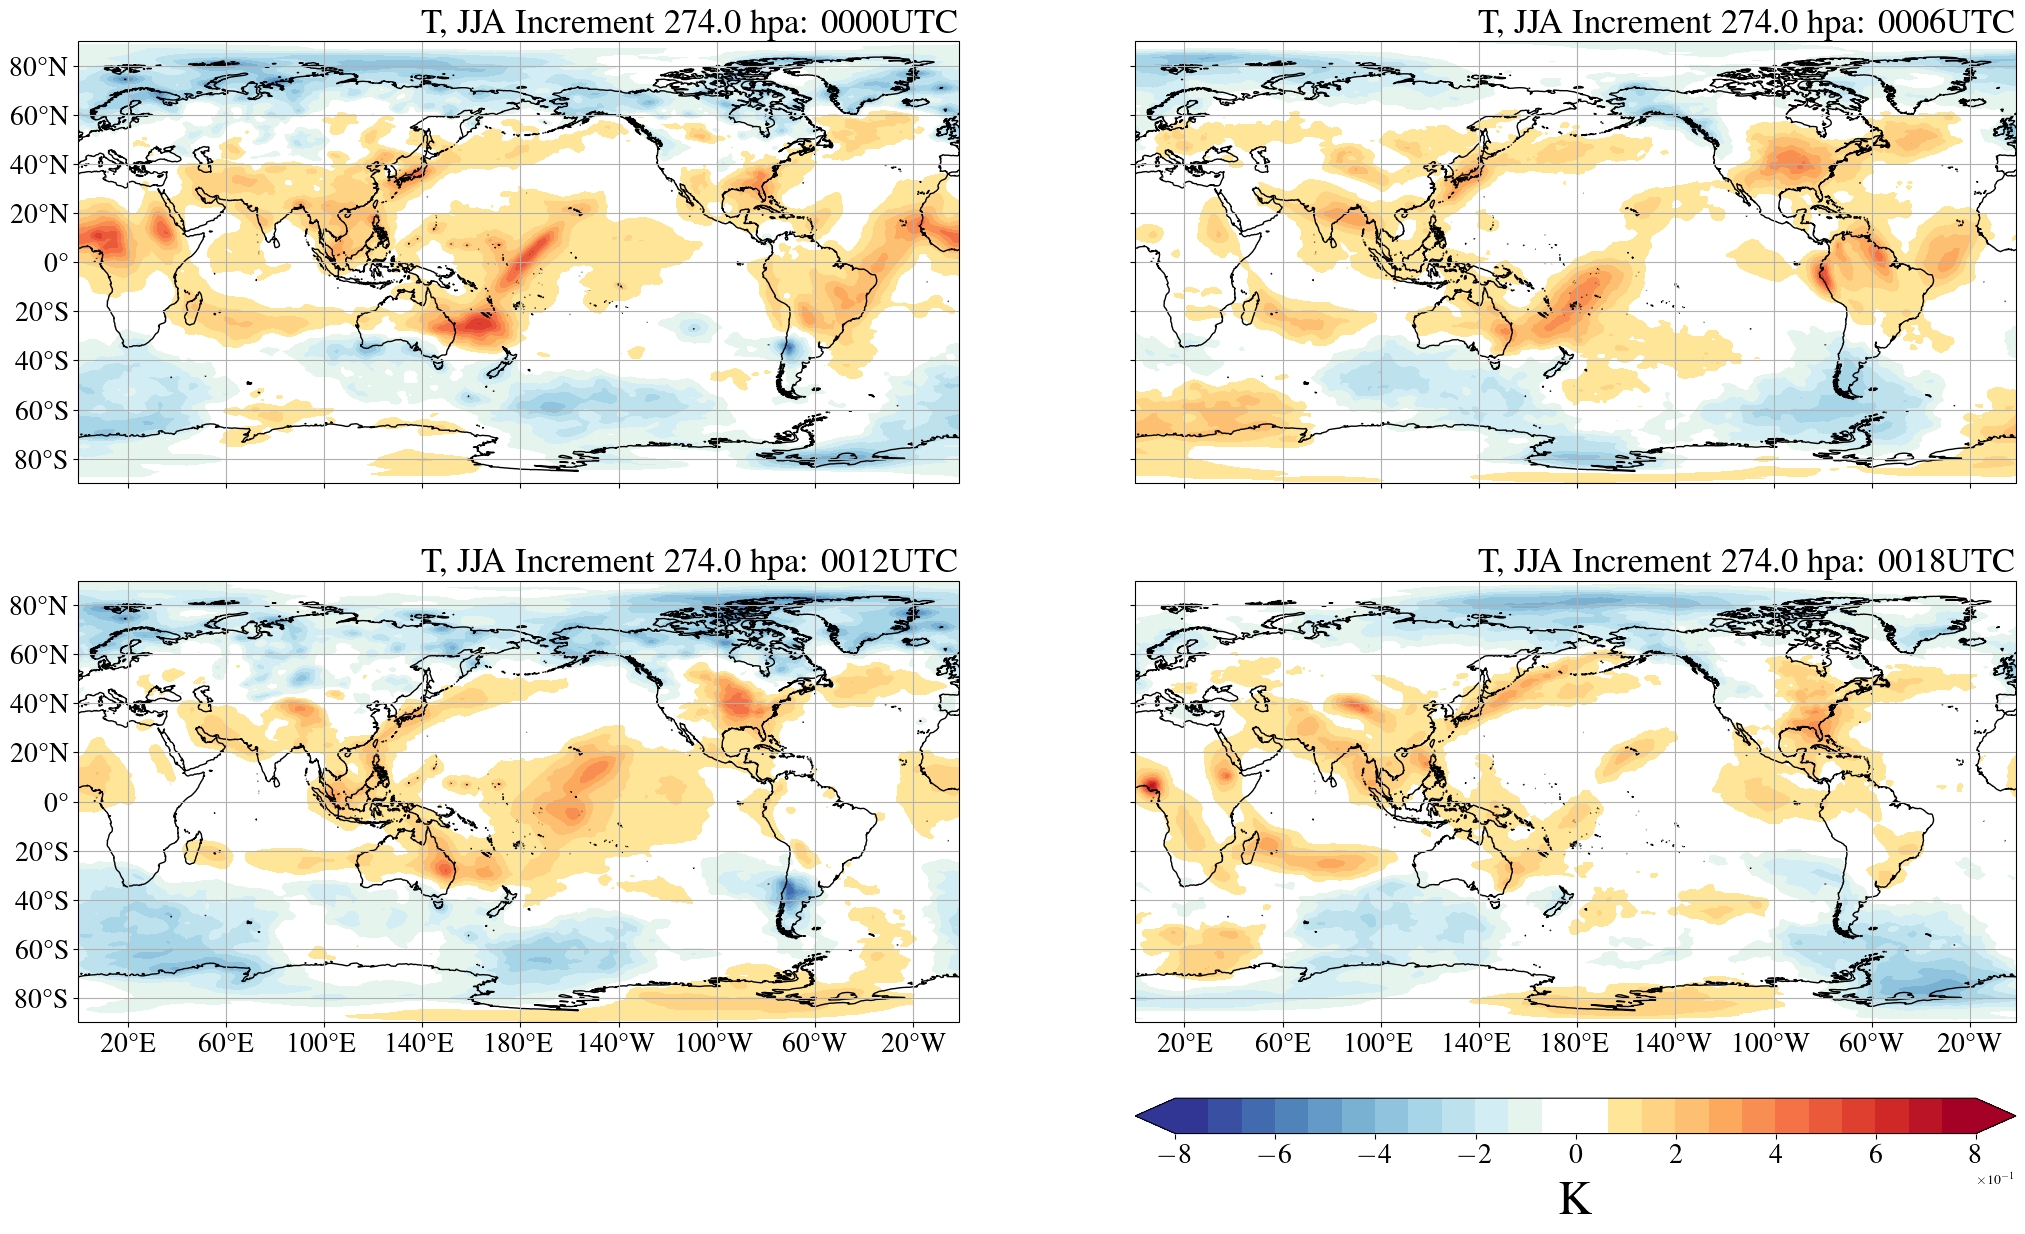 T, JJA Increment 274.0 hpa: 0000UTC
T, JJA Increment 274.0 hpa: 0006UTC
80°N
60°N
40°N
20°N
0°
20°S
40°S
60°S
80°S
T, JJA Increment 274.0 hpa: 0012UTC
T, JJA Increment 274.0 hpa: 0018UTC
80°N
60°N
40°N
20°N
0°
20°S
40°S
60°S
80°S
20°E 60°E 100°E 140°E 180°E 140°W 100°W 60°W 20°W
20°E 60°E 100°E 140°E 180°E 140°W 100°W 60°W 20°W
−8 −6 −4 −2 0 2 4 6 8
×10⁻¹
K